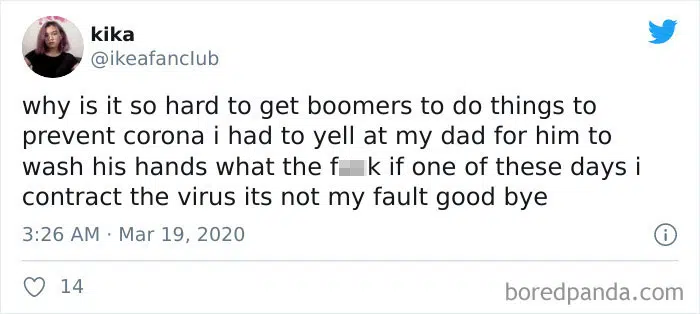 kika
@ikeafanclub
why is it so hard to get boomers to do things to
prevent corona i had to yell at my dad for him to
wash his hands what the f k if one of these days i
contract the virus its not my fault good bye
3:26 AM · Mar 19, 2020
14
boredpanda.com